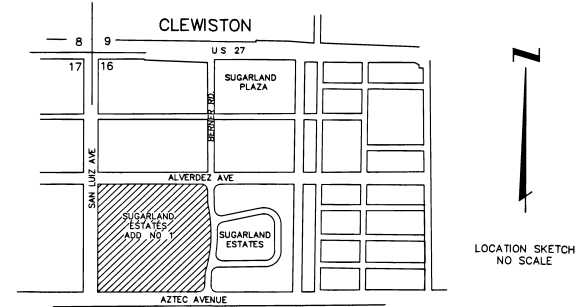 CLEWISTON
8 9
U S 27
17 16
SUGARLAND
PLAZA
BERNER RD.
SAN LUIZ AVE
ALVERDEZ AVE
SUGARLAND
ESTATES
ADD NO 1
SUGARLAND
ESTATES
AZTEC AVENUE
N
LOCATION SKETCH
NO SCALE